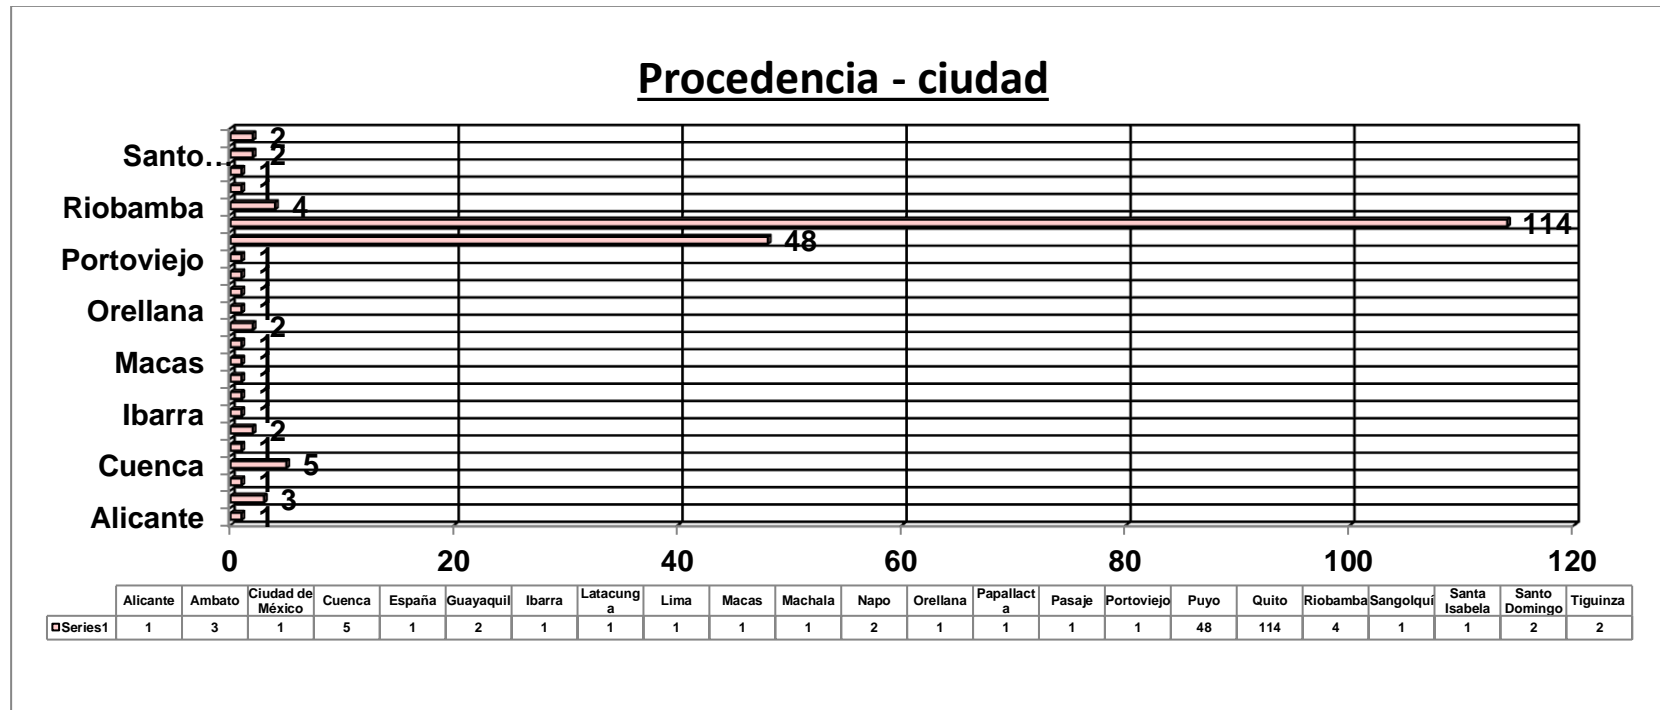 Procedencia - ciudad
2
Santo... 2
1
1
Riobamba 4
114
48
Portoviejo 1
1
1
Orellana 1
2
1
Macas 1
1
1
Ibarra 1
2
1
Cuenca 5
1
3
Alicante 1
0 20 40 60 80 100 120
Alicante Ambato Ciudad de México Cuenca España Guayaquil Ibarra Latacunga Lima Macas Machala Napo Orellana Papallacta Pasaje Portoviejo Puyo Quito Riobamba Sangolquí Santa Isabela Santo Domingo Tiguinza
Series1 1 3 1 5 1 2 1 1 1 1 1 2 1 1 1 1 48 114 4 1 1 2 2